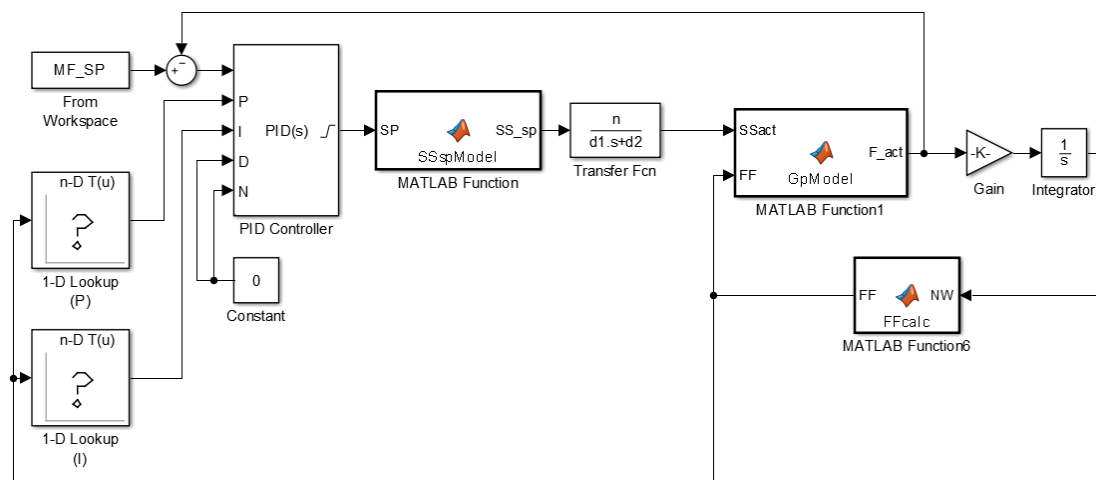 MF_SP
From
Workspace
+
−
P
I
D
N
PID(s)
PID Controller
n-D T(u)
1-D Lookup
(P)
n-D T(u)
1-D Lookup
(I)
0
Constant
SP
SS_sp
SSspModel
MATLAB Function
n
d1.s+d2
Transfer Fcn
SSact
F_act
FF
GpModel
MATLAB Function1
-K-
Gain
1
s
Integrator
FF
NW
FFcalc
MATLAB Function6